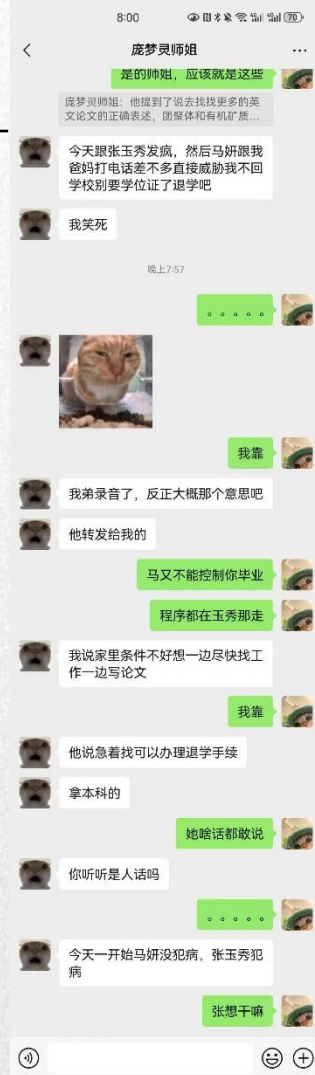 8:00
70
庞梦灵师姐
是的师姐，应该就是这些
庞梦灵师姐：他提到了说去找找更多的英
文论文的正确表述，团聚体和有机矿质...
今天跟张玉秀发疯，然后马妍跟我
爸妈打电话差不多直接威胁我不回
学校别要学位证了退学吧
我笑死
晚上7:57
。。。。。
我靠
我弟录音了，反正大概那个意思吧
他转发给我的
马又不能控制你毕业
程序都在玉秀那走
我说家里条件不好想一边尽快找工
作一边写论文
我靠
他说急着找可以办理退学手续
拿本科的
她啥话都敢说
你听听是人话吗
。。。。。
今天一开始马妍没犯病，张玉秀犯
病
张想干嘛